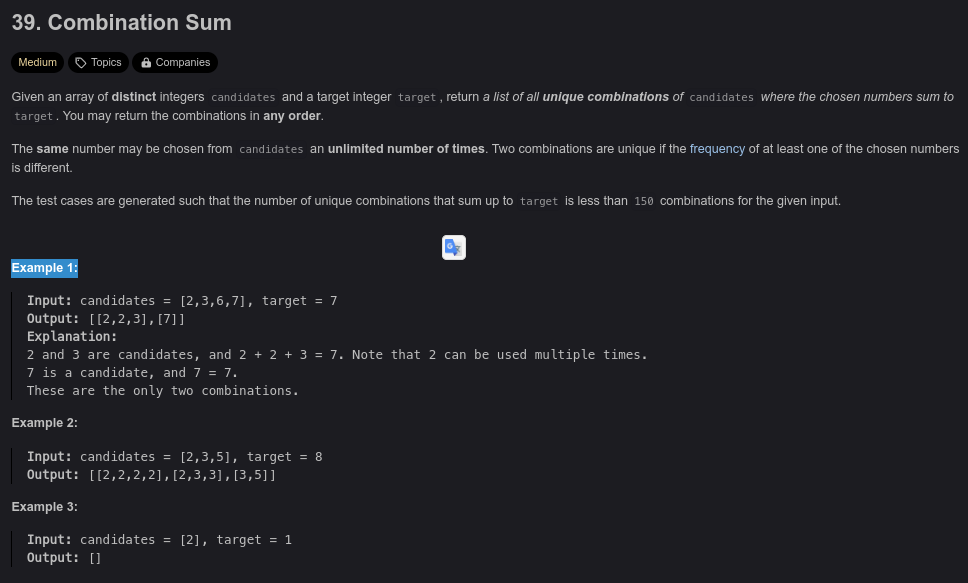 39. Combination Sum
Medium Topics Companies
Given an array of distinct integers candidates and a target integer target, return a list of all unique combinations of candidates where the chosen numbers sum to
target. You may return the combinations in any order.
The same number may be chosen from candidates an unlimited number of times. Two combinations are unique if the frequency of at least one of the chosen numbers
is different.
The test cases are generated such that the number of unique combinations that sum up to target is less than 150 combinations for the given input.
G
Example 1:
Input: candidates = [2,3,6,7], target = 7
Output: [[2,2,3],[7]]
Explanation:
2 and 3 are candidates, and 2 + 2 + 3 = 7. Note that 2 can be used multiple times.
7 is a candidate, and 7 = 7.
These are the only two combinations.
Example 2:
Input: candidates = [2,3,5], target = 8
Output: [[2,2,2,2],[2,3,3],[3,5]]
Example 3:
Input: candidates = [2], target = 1
Output: []